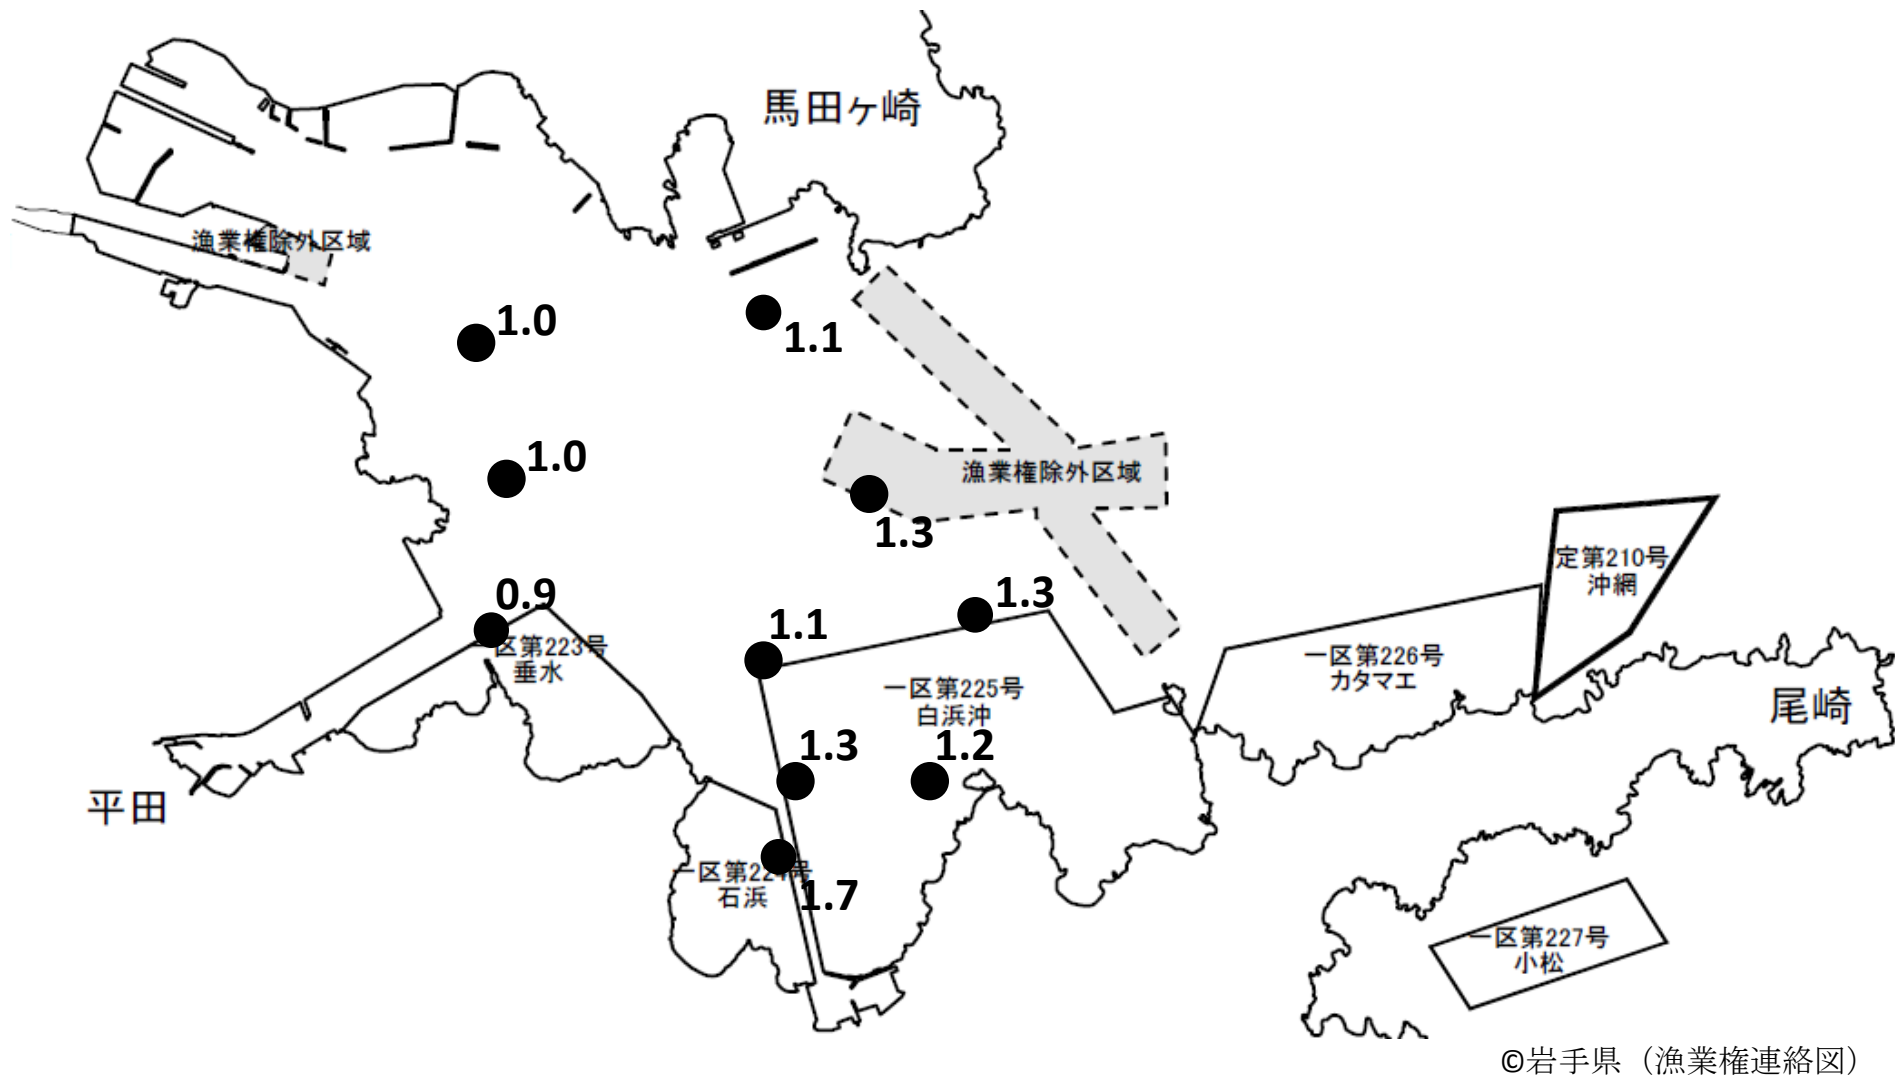 馬田ヶ崎
漁業権除外区域
1.0
1.1
1.0
漁業権除外区域
1.3
定第210号
沖網
0.9
1.3
1.1
一区第223号
垂水
一区第225号
白浜沖
一区第226号
カタマエ
尾崎
1.3
1.2
平田
一区第224号
石浜
1.7
一区第227号
小松
©岩手県（漁業権連絡図）